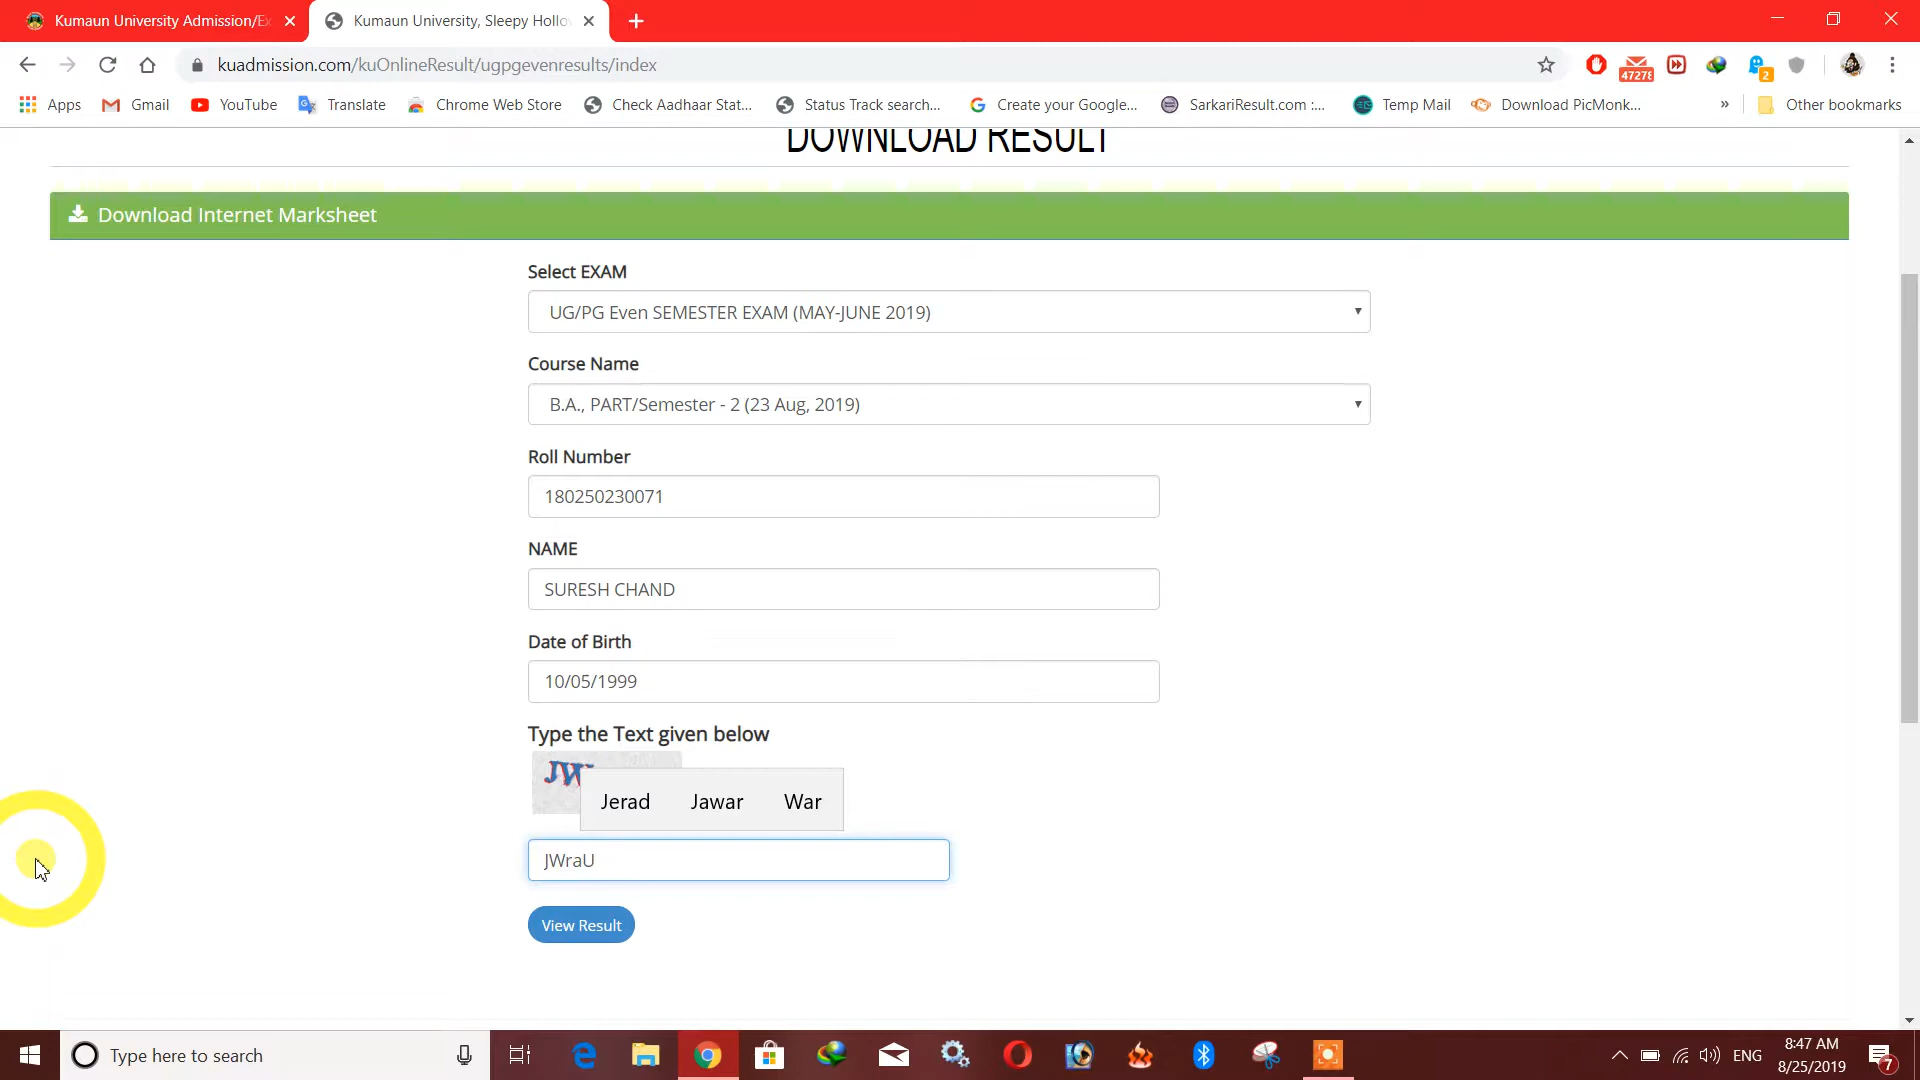 Kumaun University Admission/Ex
Kumaun University, Sleepy Hollo
kuadmission.com/kuOnlineResult/ugpgevenresults/index
47278
2
Apps
Gmail
YouTube
Translate
Chrome Web Store
Check Aadhaar Stat...
Status Track search...
Create your Google...
SarkariResult.com :...
Temp Mail
Download PicMonk...
»
Other bookmarks
DOWNLOAD RESULT
Download Internet Marksheet
Select EXAM
UG/PG Even SEMESTER EXAM (MAY-JUNE 2019)
Course Name
B.A., PART/Semester - 2 (23 Aug, 2019)
Roll Number
180250230071
NAME
SURESH CHAND
Date of Birth
10/05/1999
Type the Text given below
JW
Jerad Jawar War
JWraU
View Result
Type here to search
ENG
8:47 AM
8/25/2019
7